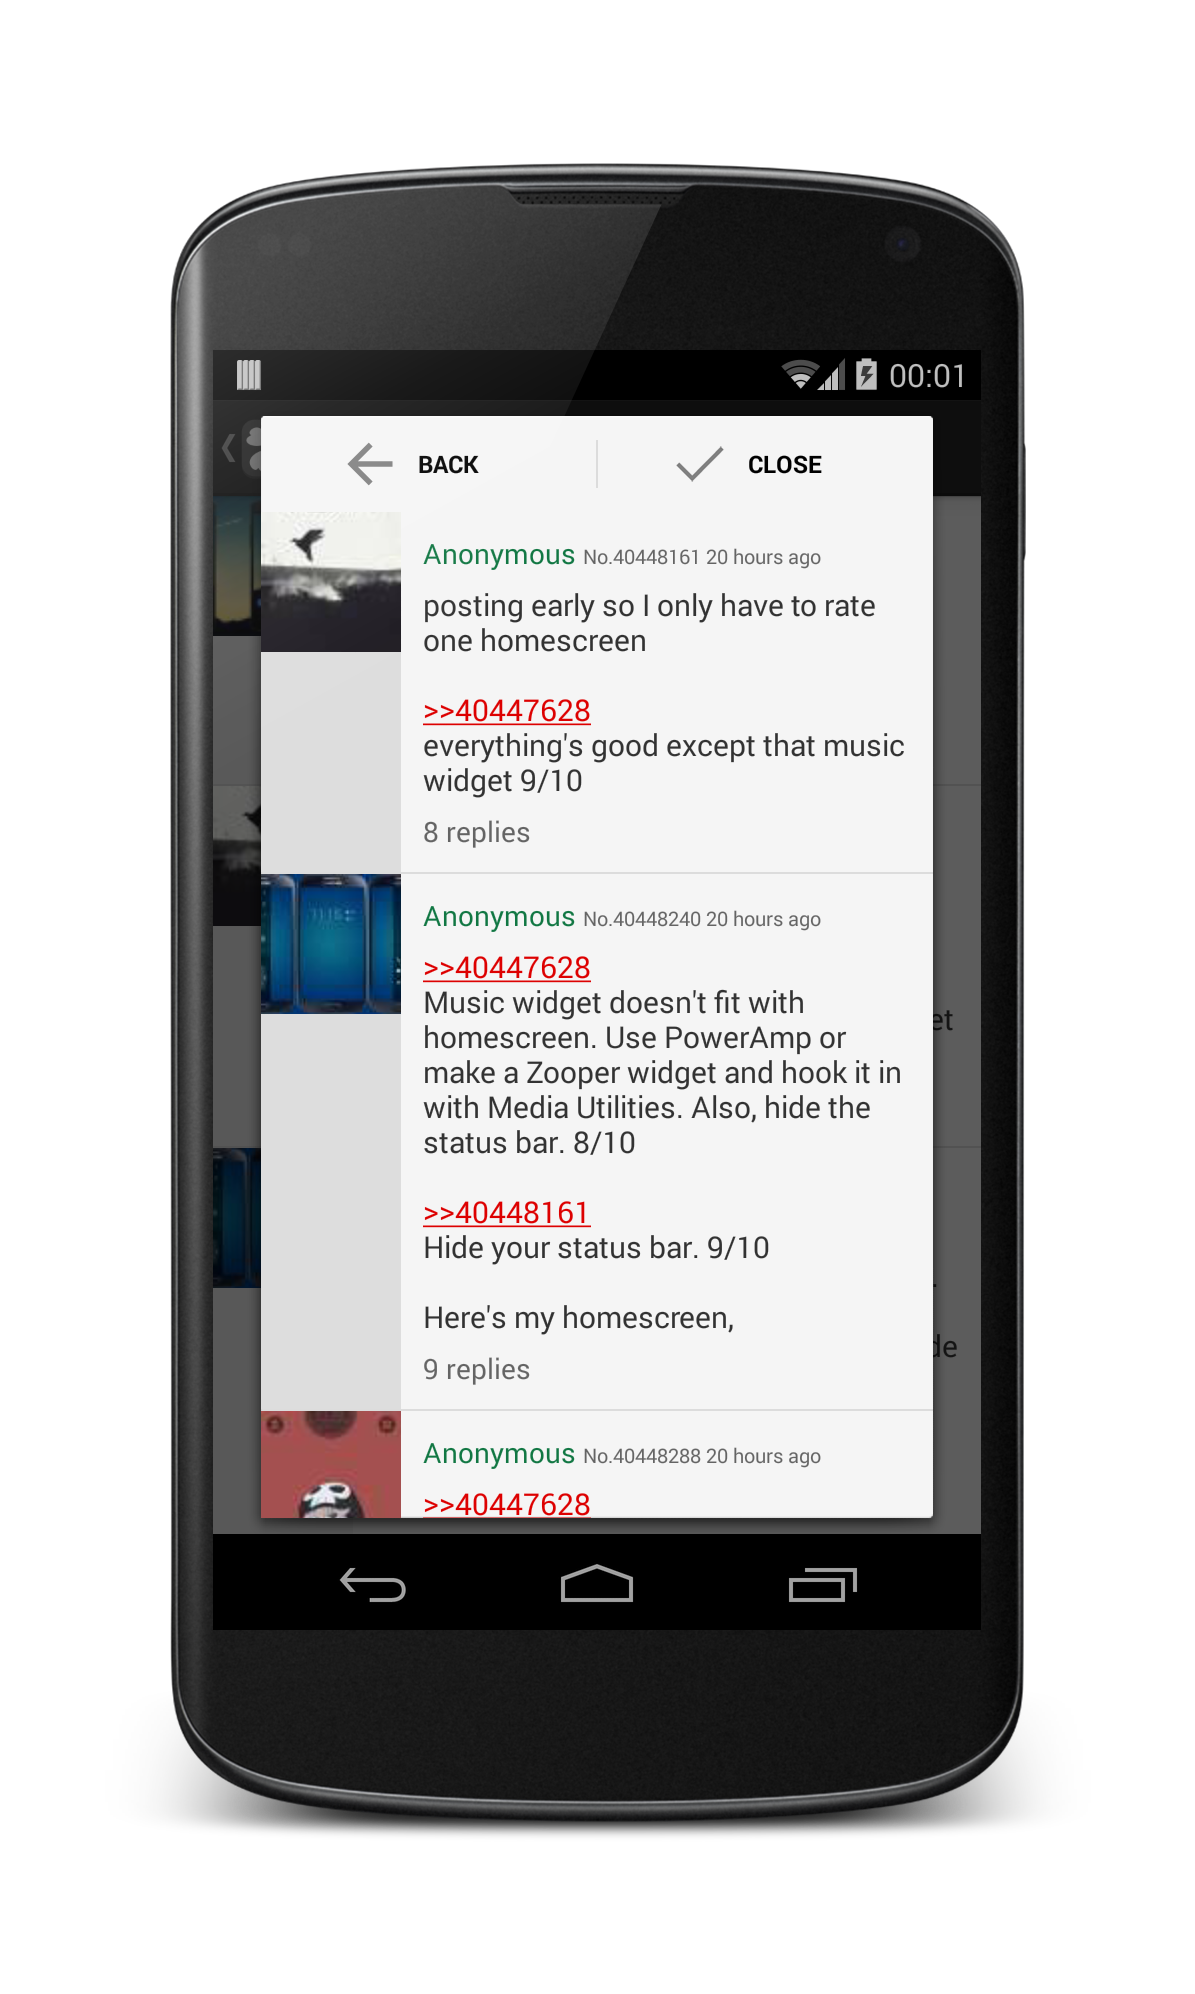 00:01
BACK
CLOSE
Anonymous No.40448161 20 hours ago
posting early so I only have to rate
one homescreen
>>40447628
everything's good except that music
widget 9/10
8 replies
Anonymous No.40448240 20 hours ago
>>40447628
Music widget doesn't fit with
homescreen. Use PowerAmp or
make a Zooper widget and hook it in
with Media Utilities. Also, hide the
status bar. 8/10
>>40448161
Hide your status bar. 9/10
Here's my homescreen,
9 replies
Anonymous No.40448288 20 hours ago
>>40447628